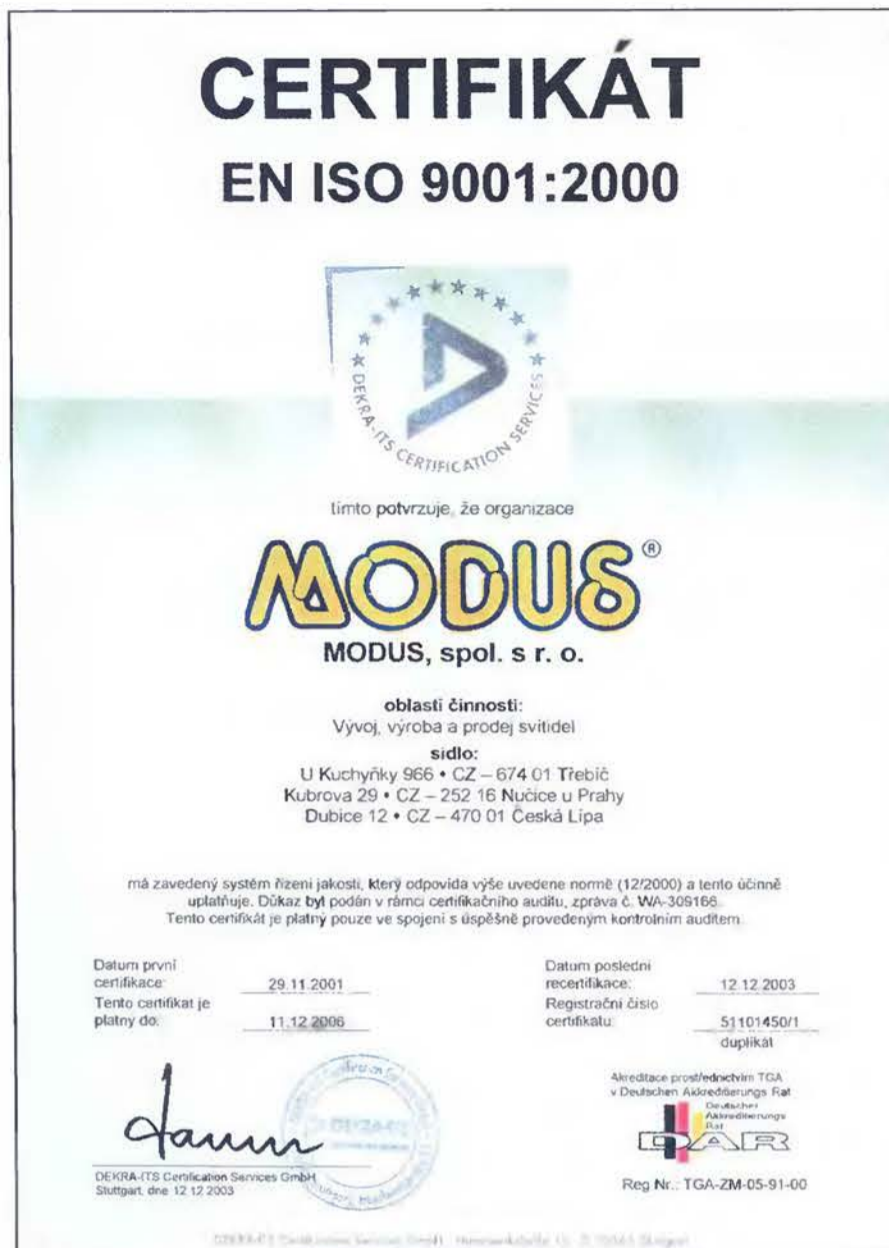 CERTIFIKÁT
EN ISO 9001:2000
DEKRA-ITS CERTIFICATION SERVICES
tímto potvrzuje, že organizace
MODUS®
MODUS, spol. s r. o.
oblasti činnosti:
Vývoj, výroba a prodej svítidel
sídlo:
U Kuchyňky 966 • CZ – 674 01 Třebíč
Kubrova 29 • CZ – 252 16 Nučice u Prahy
Dubice 12 • CZ – 470 01 Česká Lípa
má zavedený systém řízení jakosti, který odpovídá výše uvedene normě (12/2000) a tento účinně
uplatňuje. Důkaz byl podán v rámci certifikačního auditu, zpráva č. WA-309166.
Tento certifikát je platný pouze ve spojení s úspěšně provedeným kontrolním auditem.
Datum první
certifikace: 29.11.2001
Tento certifikat je
platny do: 11.12.2006
Datum poslední
recertifikace: 12.12.2003
Registrační číslo
certifikátu: 51101450/1
duplikát
DEKRA-ITS Certification Services GmbH
Stuttgart, dne 12.12.2003
Akreditace prostřednictvím TGA
v Deutschen Akkreditierungs Rat
Deutscher
Akkreditierungs
Rat
DAR
Reg Nr.: TGA-ZM-05-91-00